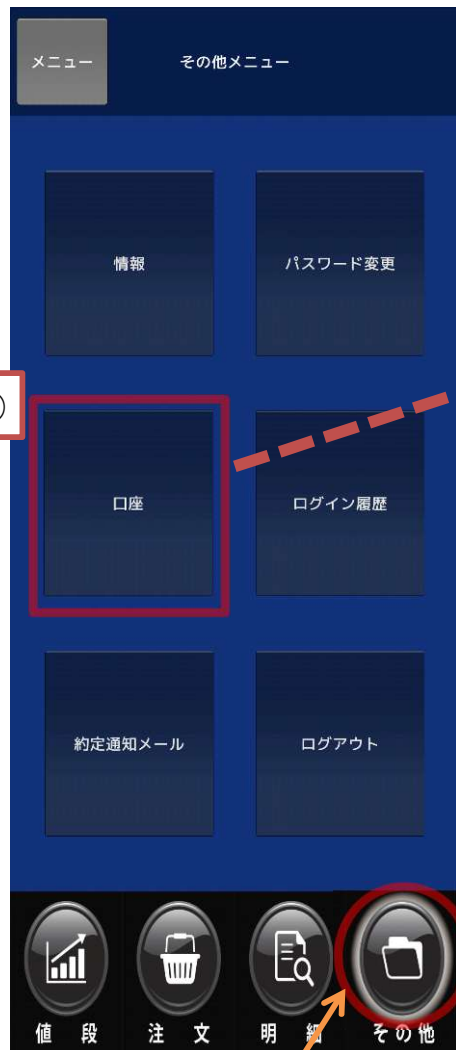 メニュー その他メニュー
情報 パスワード変更
口座 ログイン履歴
約定通知メール ログアウト
値段 注文 明細 その他